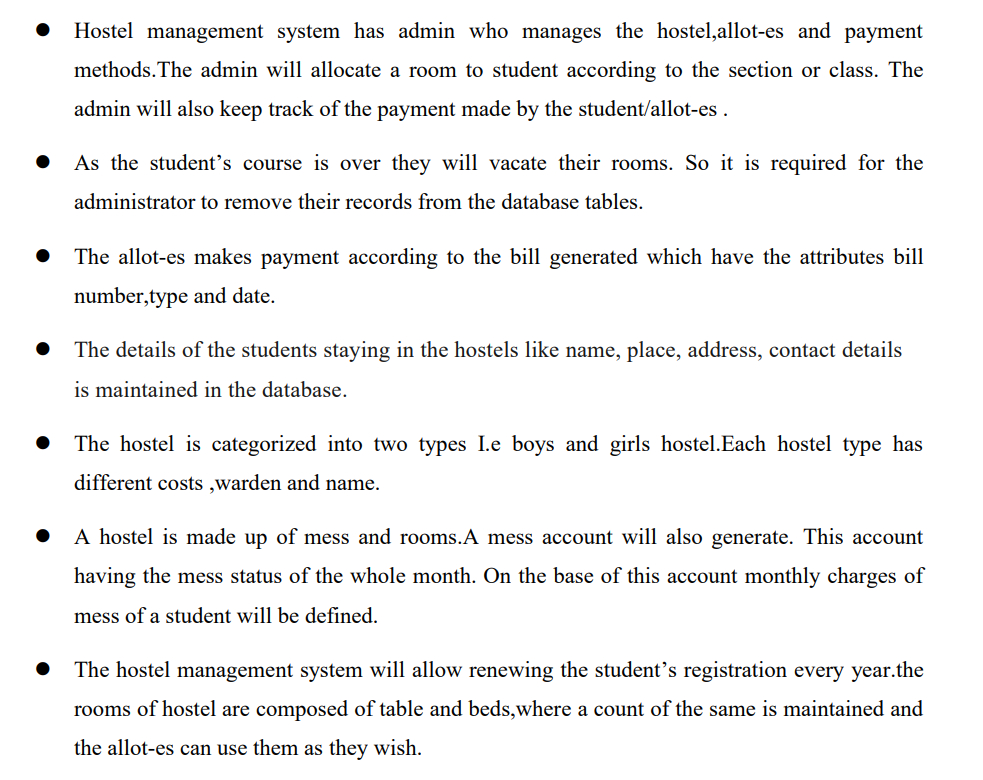 ● Hostel management system has admin who manages the hostel,allot-es and payment
methods.The admin will allocate a room to student according to the section or class. The
admin will also keep track of the payment made by the student/allot-es .
● As the student’s course is over they will vacate their rooms. So it is required for the
administrator to remove their records from the database tables.
● The allot-es makes payment according to the bill generated which have the attributes bill
number,type and date.
● The details of the students staying in the hostels like name, place, address, contact details
is maintained in the database.
● The hostel is categorized into two types I.e boys and girls hostel.Each hostel type has
different costs ,warden and name.
● A hostel is made up of mess and rooms.A mess account will also generate. This account
having the mess status of the whole month. On the base of this account monthly charges of
mess of a student will be defined.
● The hostel management system will allow renewing the student’s registration every year.the
rooms of hostel are composed of table and beds,where a count of the same is maintained and
the allot-es can use them as they wish.